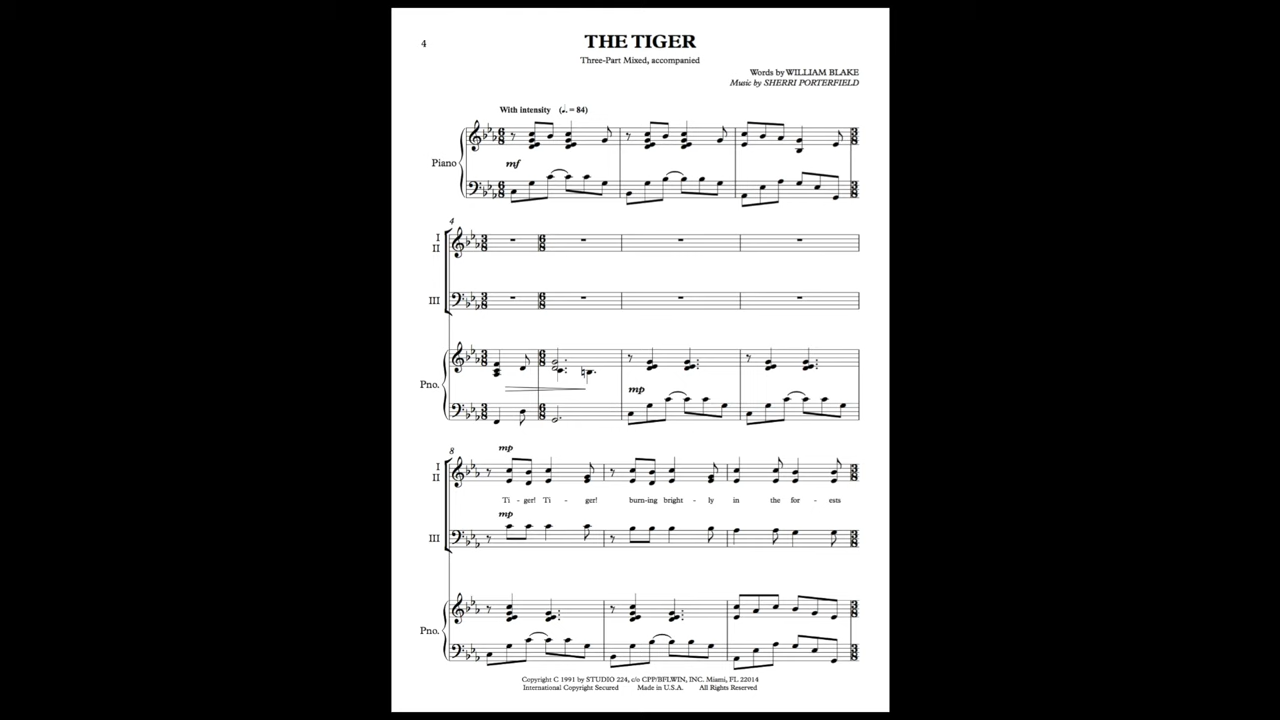 4
THE TIGER
Three-Part Mixed, accompanied
Words by WILLIAM BLAKE
Music by SHERRI PORTERFIELD
With intensity (♩. = 84)
Piano
mf
4
I
II
III
Pno.
mp
8
mp
I
II
Ti - ger! Ti - ger! burn-ing bright - ly in the for - ests
mp
III
Pno.
Copyright C 1991 by STUDIO 224, c/o CPP/BFLWIN, INC. Miami, FL 22014
International Copyright Secured Made in U.S.A. All Rights Reserved